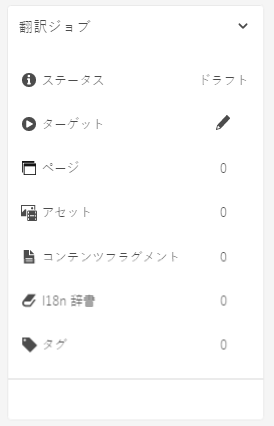 翻訳ジョブ
ステータス ドラフト
ターゲット
ページ 0
アセット 0
コンテンツフラグメント 0
I18n 辞書 0
タグ 0